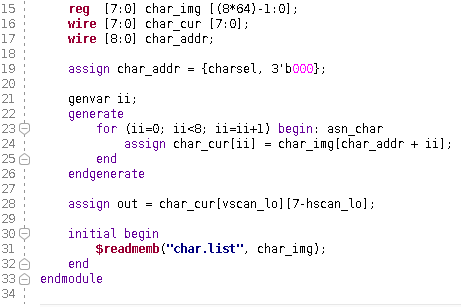 15 reg [7:0] char_img [(8*64)-1:0];
16 wire [7:0] char_cur [7:0];
17 wire [8:0] char_addr;
18
19 assign char_addr = {charsel, 3'b000};
20
21 genvar ii;
22 generate
23 for (ii=0; ii<8; ii=ii+1) begin: asn_char
24 assign char_cur[ii] = char_img[char_addr + ii];
25 end
26 endgenerate
27
28 assign out = char_cur[vscan_lo][7-hscan_lo];
29
30 initial begin
31 $readmemb("char.list", char_img);
32 end
33 endmodule
34